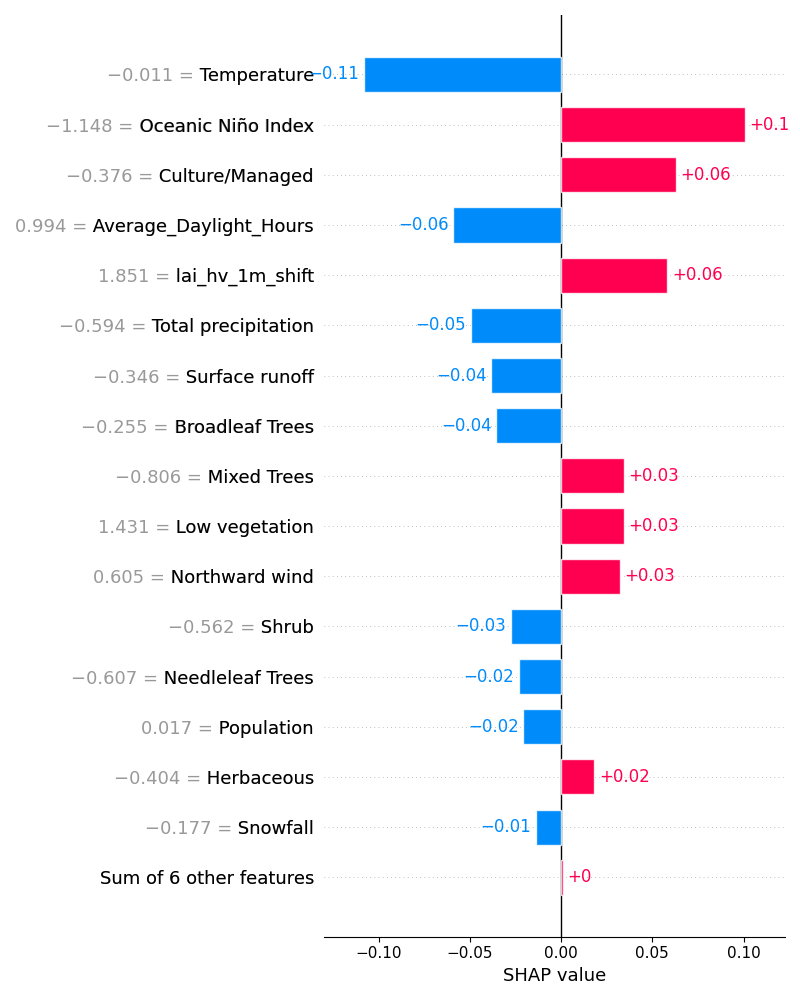 −0.011 = Temperature −0.11
−1.148 = Oceanic Niño Index +0.1
−0.376 = Culture/Managed +0.06
0.994 = Average_Daylight_Hours −0.06
1.851 = lai_hv_1m_shift +0.06
−0.594 = Total precipitation −0.05
−0.346 = Surface runoff −0.04
−0.255 = Broadleaf Trees −0.04
−0.806 = Mixed Trees +0.03
1.431 = Low vegetation +0.03
0.605 = Northward wind +0.03
−0.562 = Shrub −0.03
−0.607 = Needleleaf Trees −0.02
0.017 = Population −0.02
−0.404 = Herbaceous +0.02
−0.177 = Snowfall −0.01
Sum of 6 other features +0
−0.10 −0.05 0.00 0.05 0.10
SHAP value